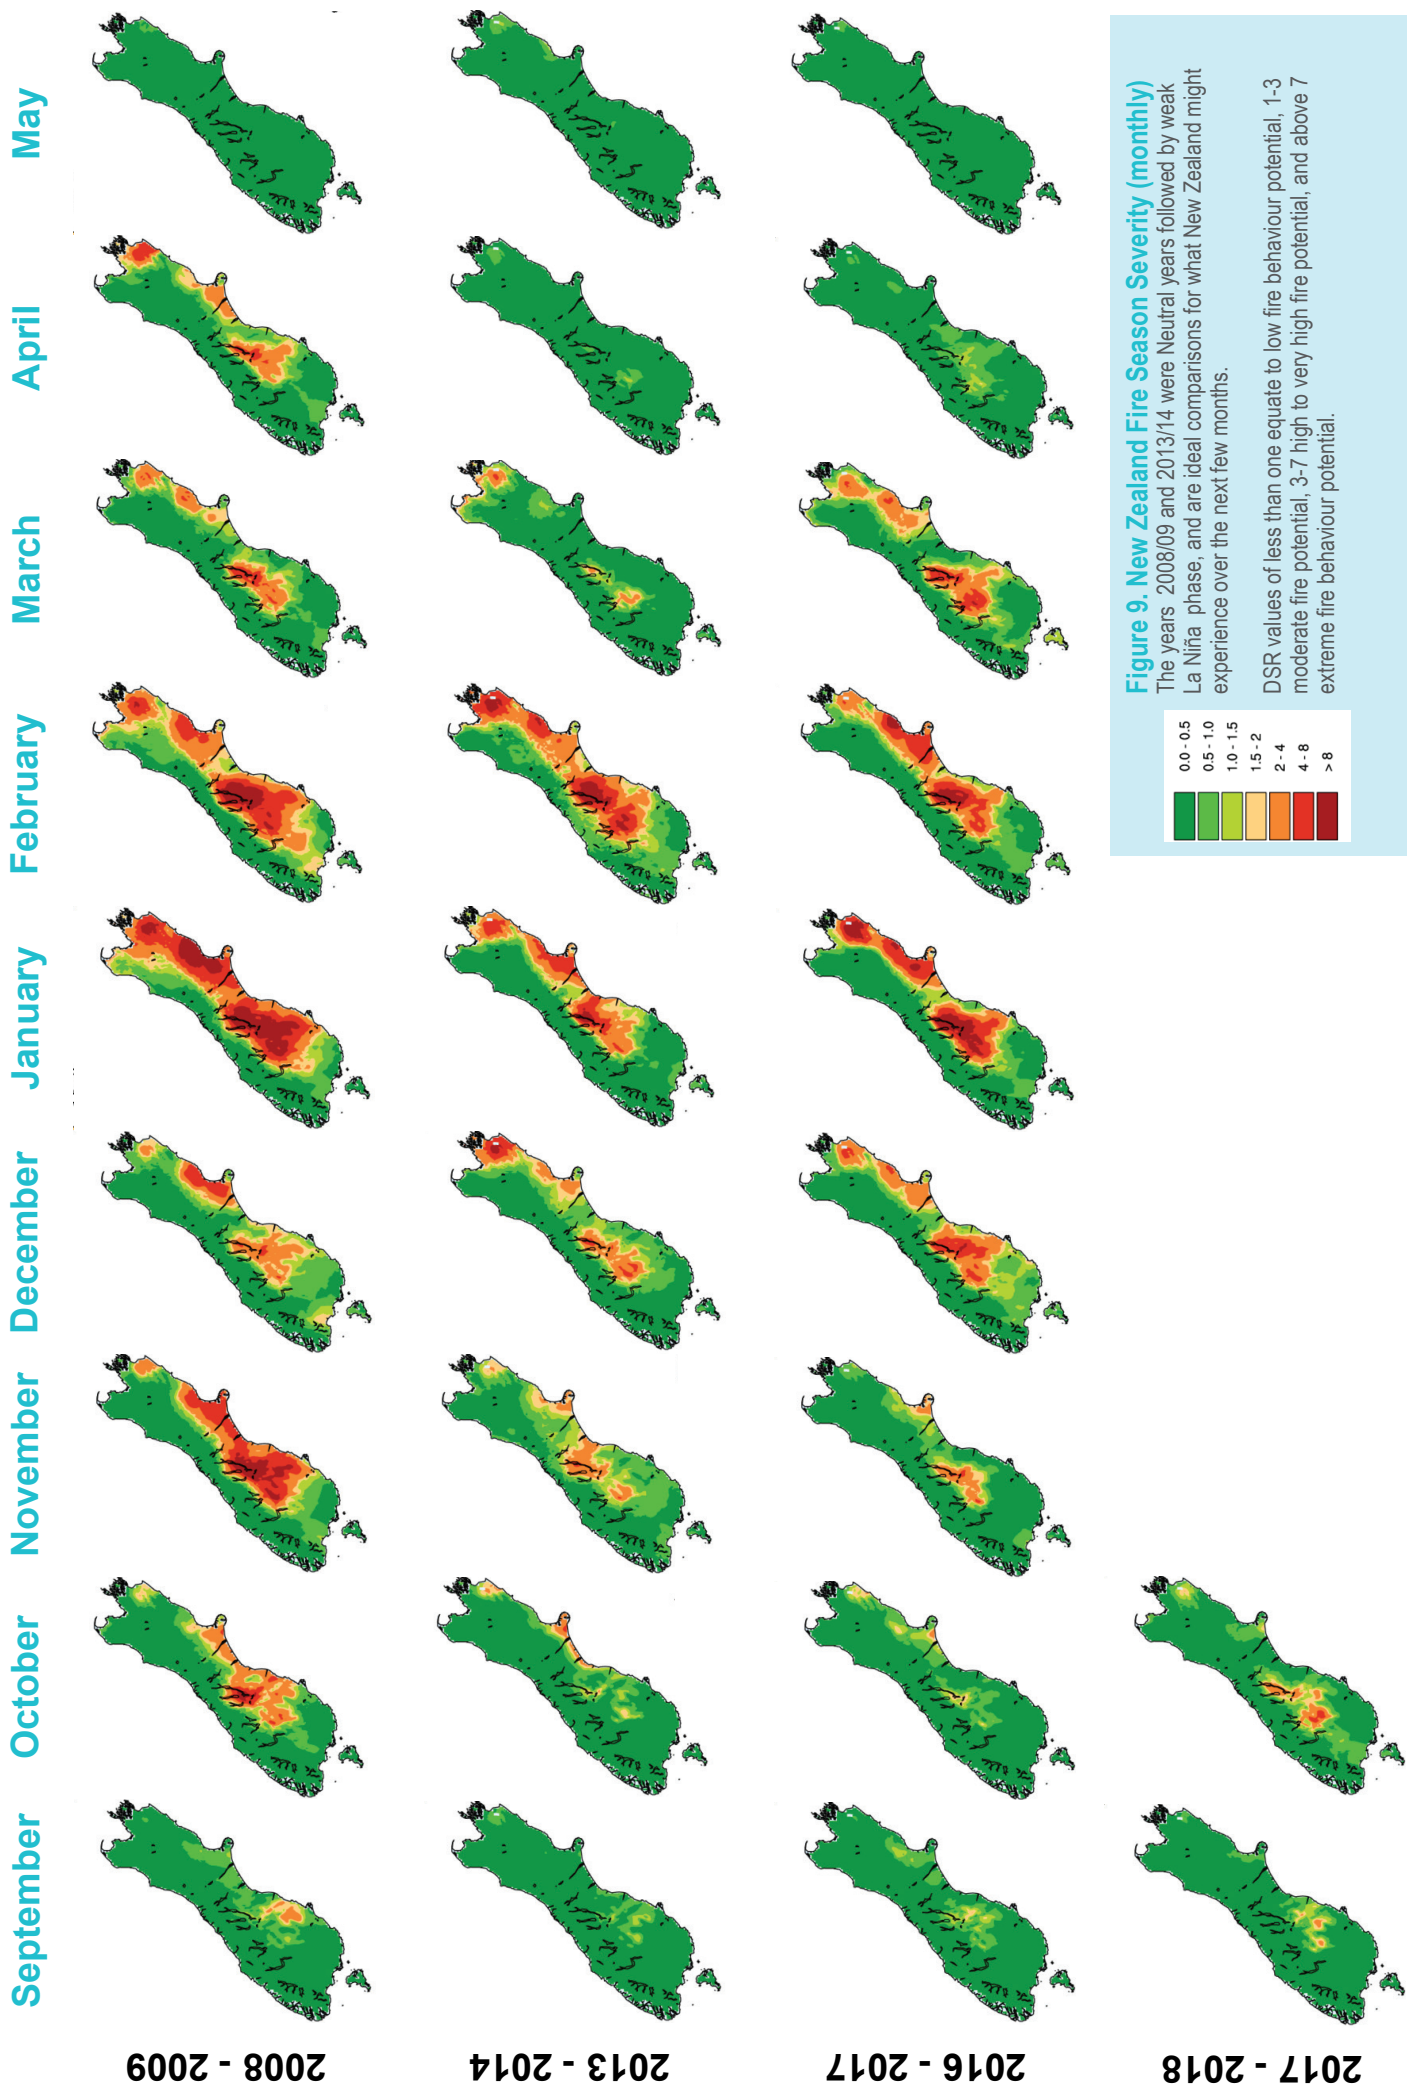 September
October
November
December
January
February
March
April
May
2008 - 2009
2013 - 2014
2016 - 2017
2017 - 2018
0.0 - 0.5
0.5 - 1.0
1.0 - 1.5
1.5 - 2
2 - 4
4 - 8
> 8
Figure 9. New Zealand Fire Season Severity (monthly)
The years 2008/09 and 2013/14 were Neutral years followed by weak
La Niña phase, and are ideal comparisons for what New Zealand might
experience over the next few months.
DSR values of less than one equate to low fire behaviour potential, 1-3
moderate fire potential, 3-7 high to very high fire potential, and above 7
extreme fire behaviour potential.